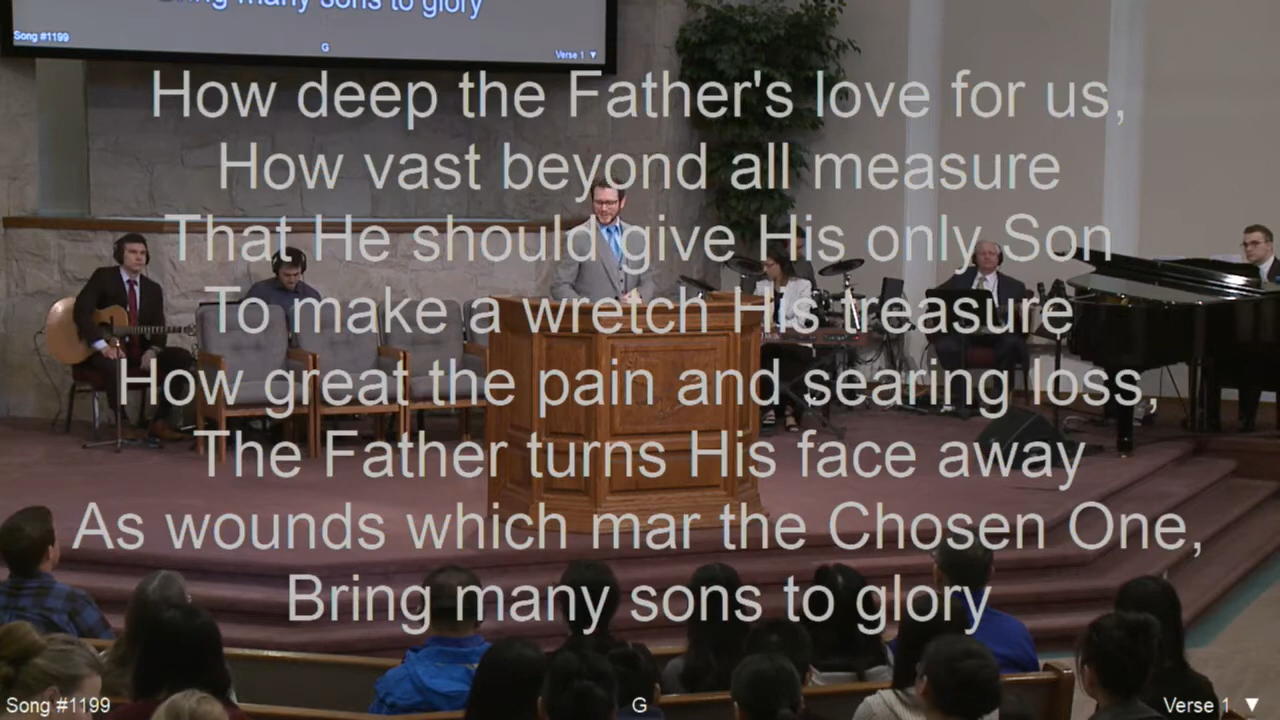 Bring many sons to glory
Song #1199
G
Verse 1 ▼
How deep the Father's love for us,
How vast beyond all measure
That He should give His only Son
To make a wretch His treasure
How great the pain and searing loss,
The Father turns His face away
As wounds which mar the Chosen One,
Bring many sons to glory
Song #1199
G
Verse 1 ▼